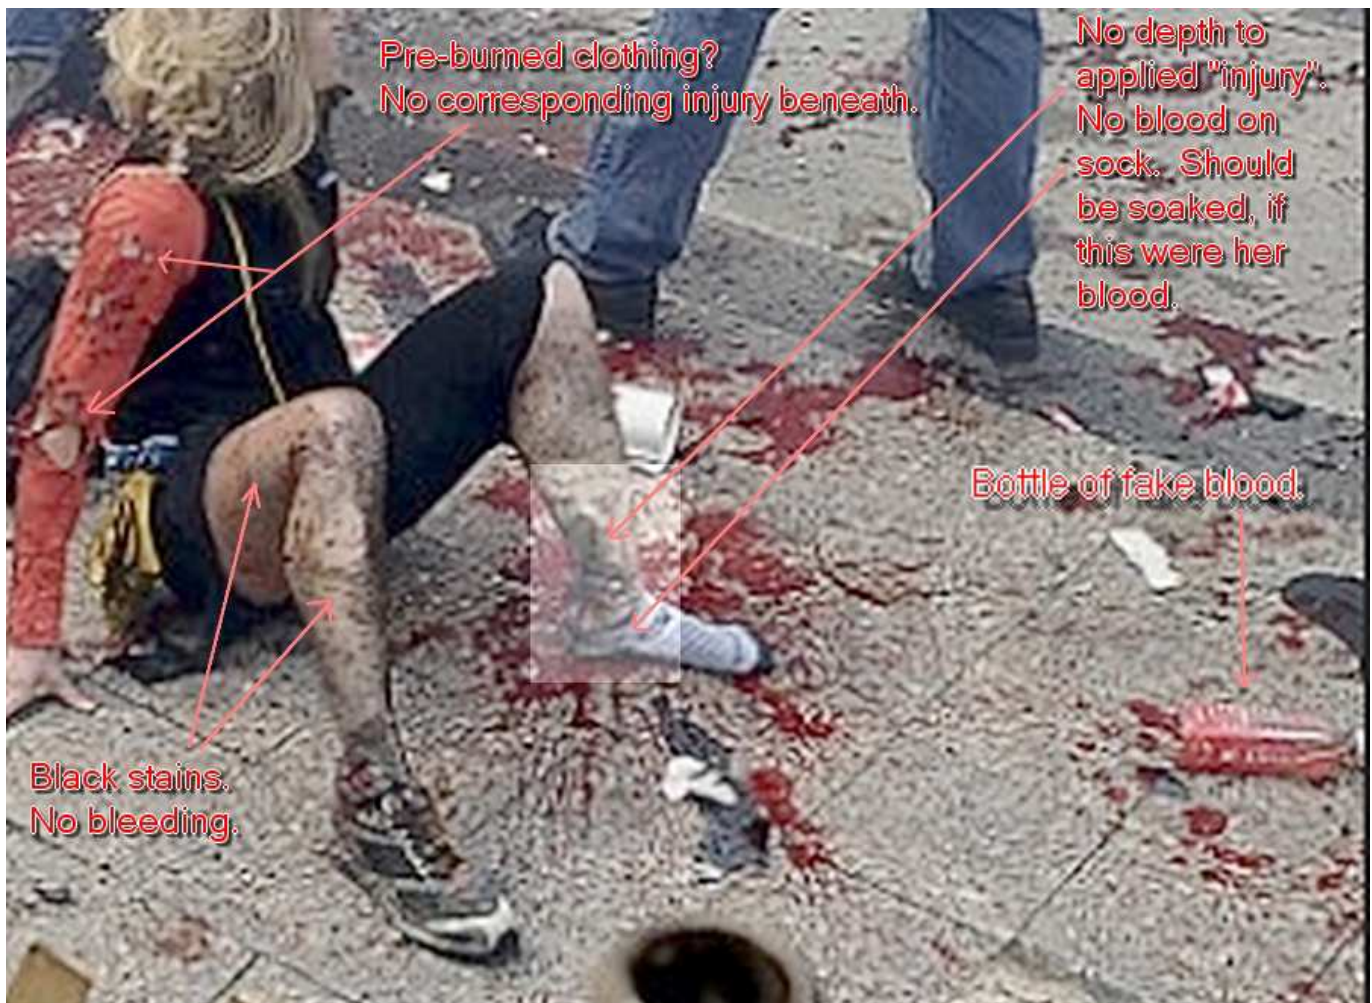 Pre-burned clothing?
No corresponding injury beneath.
No depth to
applied "injury".
No blood on
sock. Should
be soaked, if
this were her
blood.
Bottle of fake blood.
Black stains.
No bleeding.